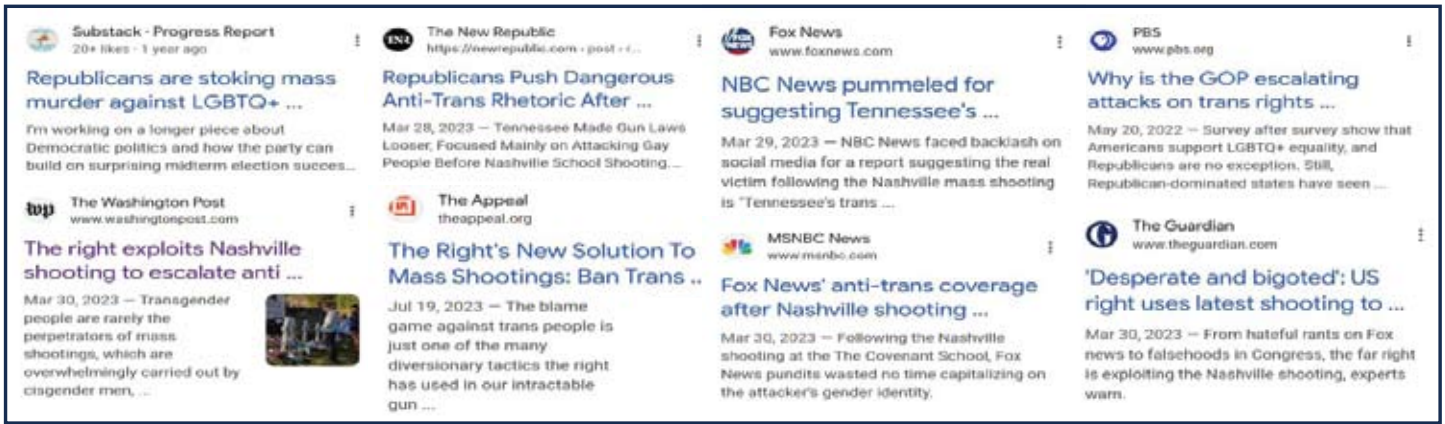 Substack · Progress Report
20+ likes · 1 year ago
Republicans are stoking mass
murder against LGBTQ+ ...
I'm working on a longer piece about
Democratic politics and how the party can
build on surprising midterm election succes...
The Washington Post
www.washingtonpost.com
The right exploits Nashville
shooting to escalate anti ...
Mar 30, 2023 — Transgender
people are rarely the
perpetrators of mass
shootings, which are
overwhelmingly carried out by
cisgender men, ...
The New Republic
https://newrepublic.com › post › r...
Republicans Push Dangerous
Anti-Trans Rhetoric After ...
Mar 28, 2023 — Tennessee Made Gun Laws
Looser, Focused Mainly on Attacking Gay
People Before Nashville School Shooting....
The Appeal
theappeal.org
The Right's New Solution To
Mass Shootings: Ban Trans ..
Jul 19, 2023 — The blame
game against trans people is
just one of the many
diversionary tactics the right
has used in our intractable
gun ...
Fox News
www.foxnews.com
NBC News pummeled for
suggesting Tennessee's ...
Mar 29, 2023 — NBC News faced backlash on
social media for a report suggesting the real
victim following the Nashville mass shooting
is "Tennessee's trans ...
MSNBC News
www.msnbc.com
Fox News' anti-trans coverage
after Nashville shooting ...
Mar 30, 2023 — Following the Nashville
shooting at the The Covenant School, Fox
News pundits wasted no time capitalizing on
the attacker's gender identity.
PBS
www.pbs.org
Why is the GOP escalating
attacks on trans rights ...
May 20, 2022 — Survey after survey show that
Americans support LGBTQ+ equality, and
Republicans are no exception. Still,
Republican-dominated states have seen ...
The Guardian
www.theguardian.com
'Desperate and bigoted': US
right uses latest shooting to ...
Mar 30, 2023 — From hateful rants on Fox
news to falsehoods in Congress, the far right
is exploiting the Nashville shooting, experts
warn.